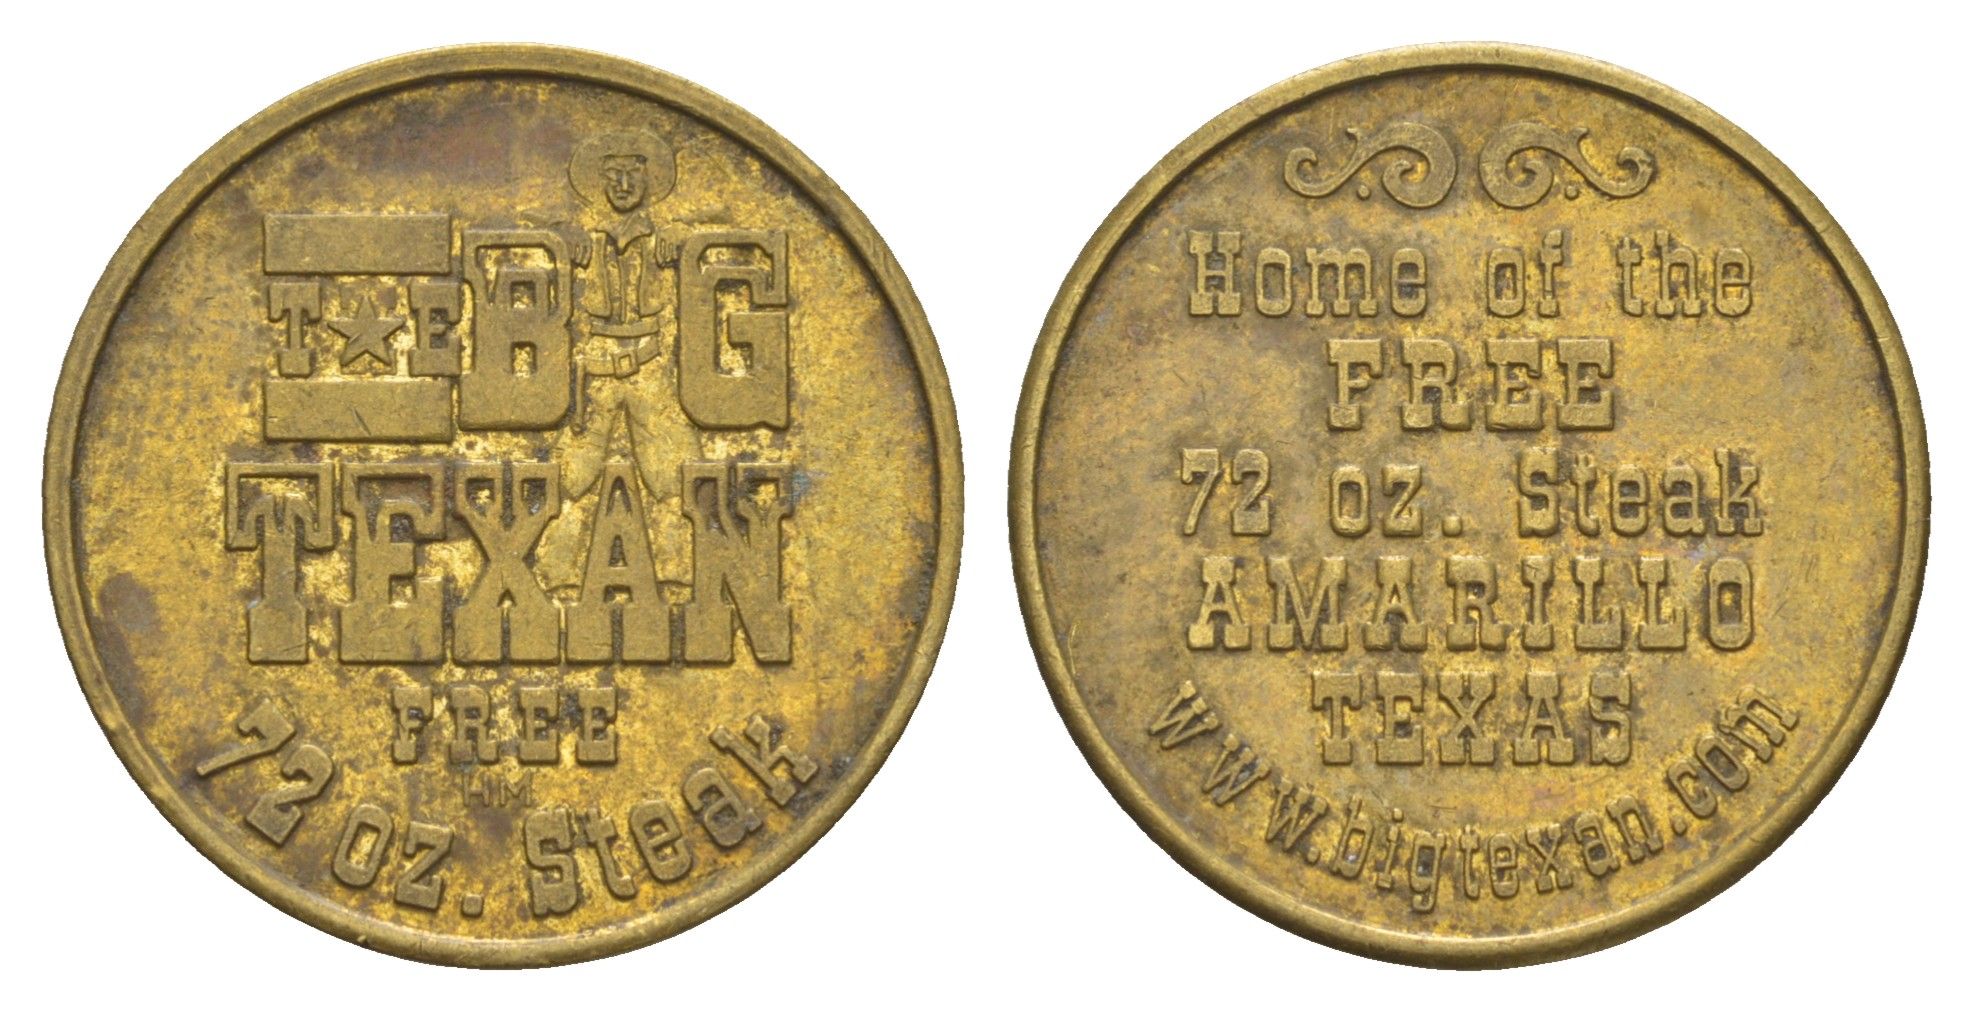 T★E BIG
TEXAN
FREE
HM
72 oz. Steak
Home of the
FREE
72 oz. Steak
AMARILLO
TEXAS
www.bigtexan.com